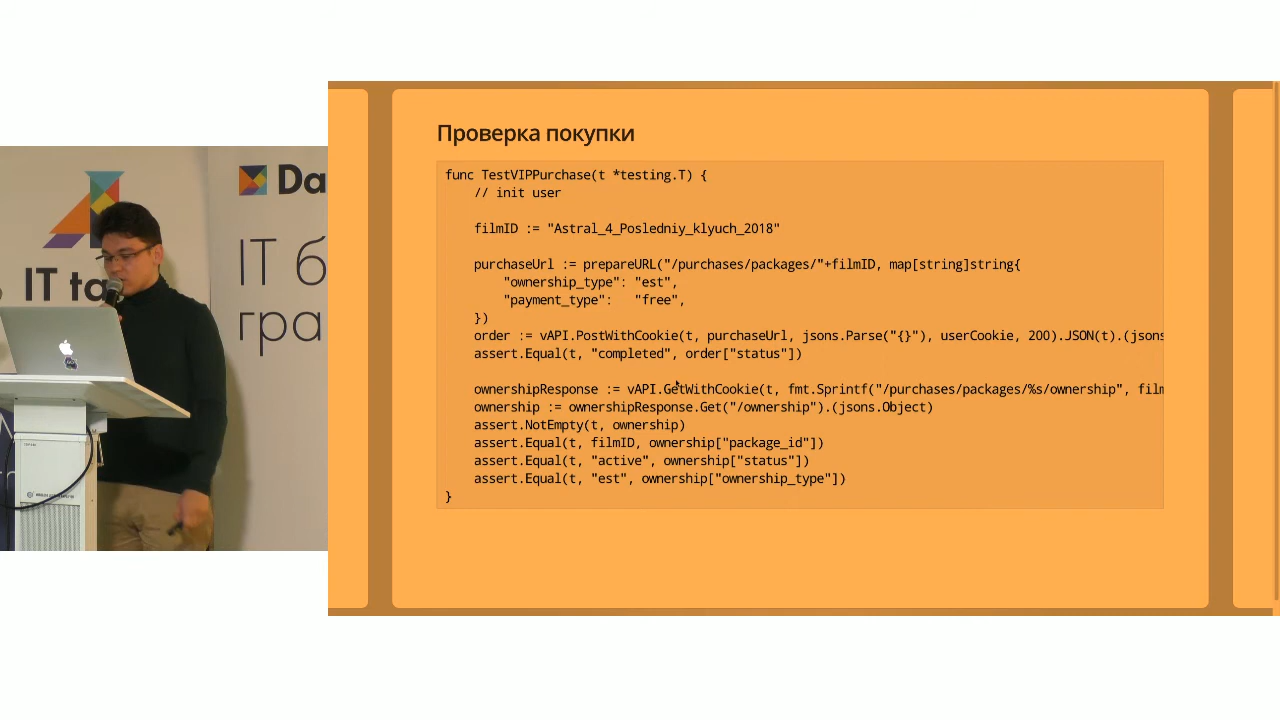 IT ta
Da
IT б
гра
Проверка покупки
func TestVIPPurchase(t *testing.T) {
// init user
filmID := "Astral_4_Posledniy_klyuch_2018"
purchaseUrl := prepareURL("/purchases/packages/"+filmID, map[string]string{
"ownership_type": "est",
"payment_type":   "free",
})
order := vAPI.PostWithCookie(t, purchaseUrl, jsons.Parse("{}"), userCookie, 200).JSON(t).(jsons
assert.Equal(t, "completed", order["status"])
ownershipResponse := vAPI.GetWithCookie(t, fmt.Sprintf("/purchases/packages/%s/ownership", film
ownership := ownershipResponse.Get("/ownership").(jsons.Object)
assert.NotEmpty(t, ownership)
assert.Equal(t, filmID, ownership["package_id"])
assert.Equal(t, "active", ownership["status"])
assert.Equal(t, "est", ownership["ownership_type"])
}